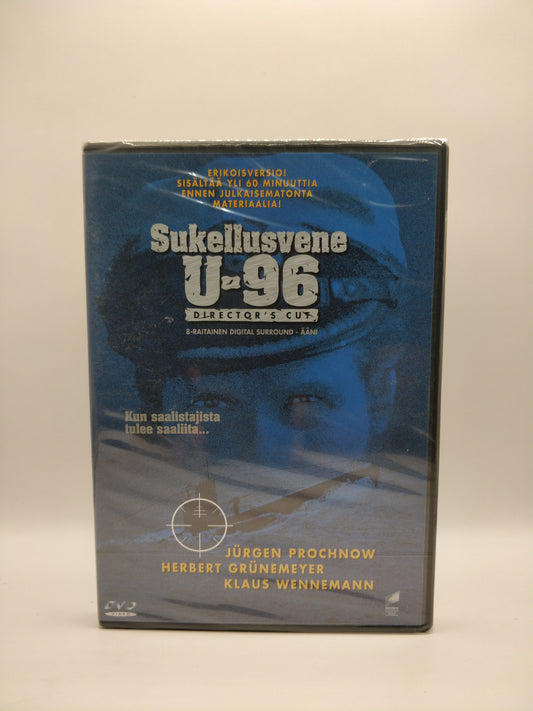 ERIKOISVERSIO!
SISÄLTÄÄ YLI 60 MINUUTTIA
ENNEN JULKAISEMATONTA
MATERIAALIA!
Sukellusvene
U-96
DIRECTOR'S CUT
8-RAITAINEN DIGITAL SURROUND - ÄÄNI
Kun saalistajista
tulee saaliita...
JÜRGEN PROCHNOW
HERBERT GRÜNEMEYER
KLAUS WENNEMANN
DVD
VIDEO